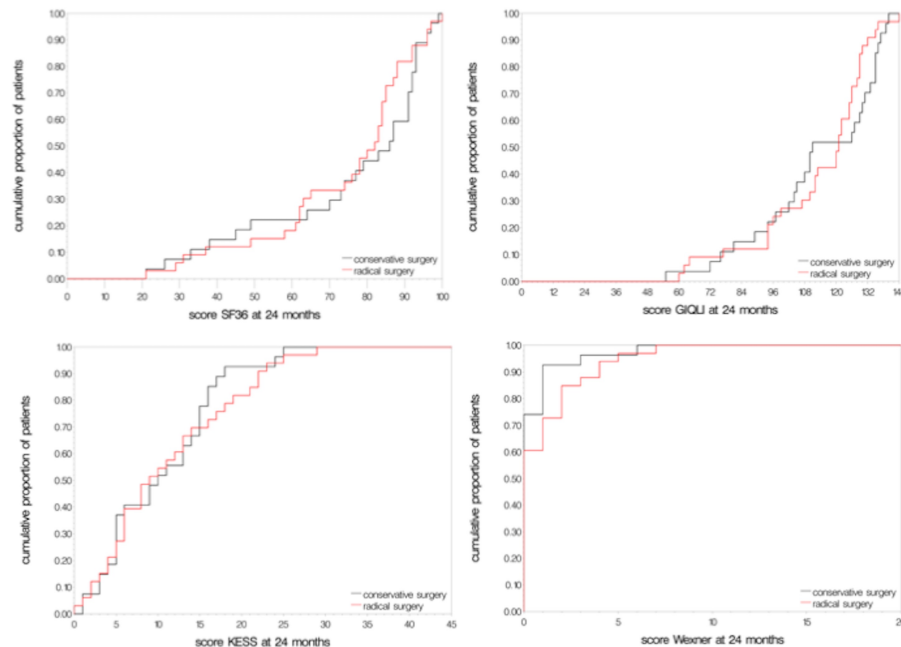 1.00
0.90
0.80
0.70
0.60
0.50
0.40
0.30
0.20
0.10
0.00
cumulative proportion of patients
conservative surgery
radical surgery
0 10 20 30 40 50 60 70 80 90 100
score SF36 at 24 months
1.00
0.90
0.80
0.70
0.60
0.50
0.40
0.30
0.20
0.10
0.00
cumulative proportion of patients
conservative surgery
radical surgery
0 12 24 36 48 60 72 84 96 108 120 132 14
score GIQLI at 24 months
1.00
0.90
0.80
0.70
0.60
0.50
0.40
0.30
0.20
0.10
0.00
cumulative proportion of patients
conservative surgery
radical surgery
0 5 10 15 20 25 30 35 40 45
score KESS at 24 months
1.00
0.90
0.80
0.70
0.60
0.50
0.40
0.30
0.20
0.10
0.00
cumulative proportion of patients
conservative surgery
radical surgery
0 5 10 15 20
score Wexner at 24 months